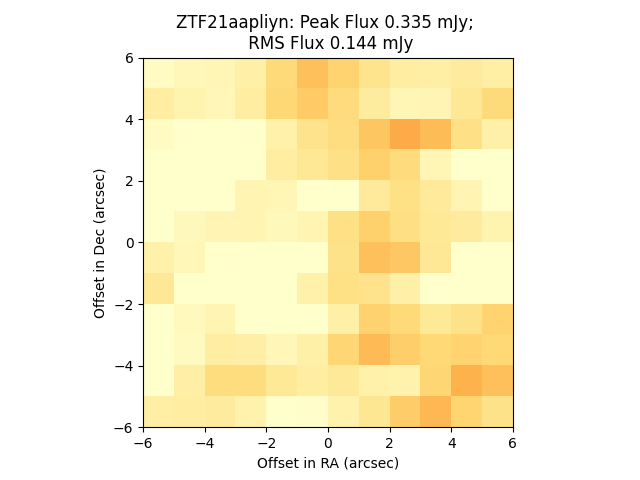 ZTF21aapliyn: Peak Flux 0.335 mJy;
RMS Flux 0.144 mJy
6
4
2
0
−2
−4
−6
Offset in Dec (arcsec)
−6 −4 −2 0 2 4 6
Offset in RA (arcsec)